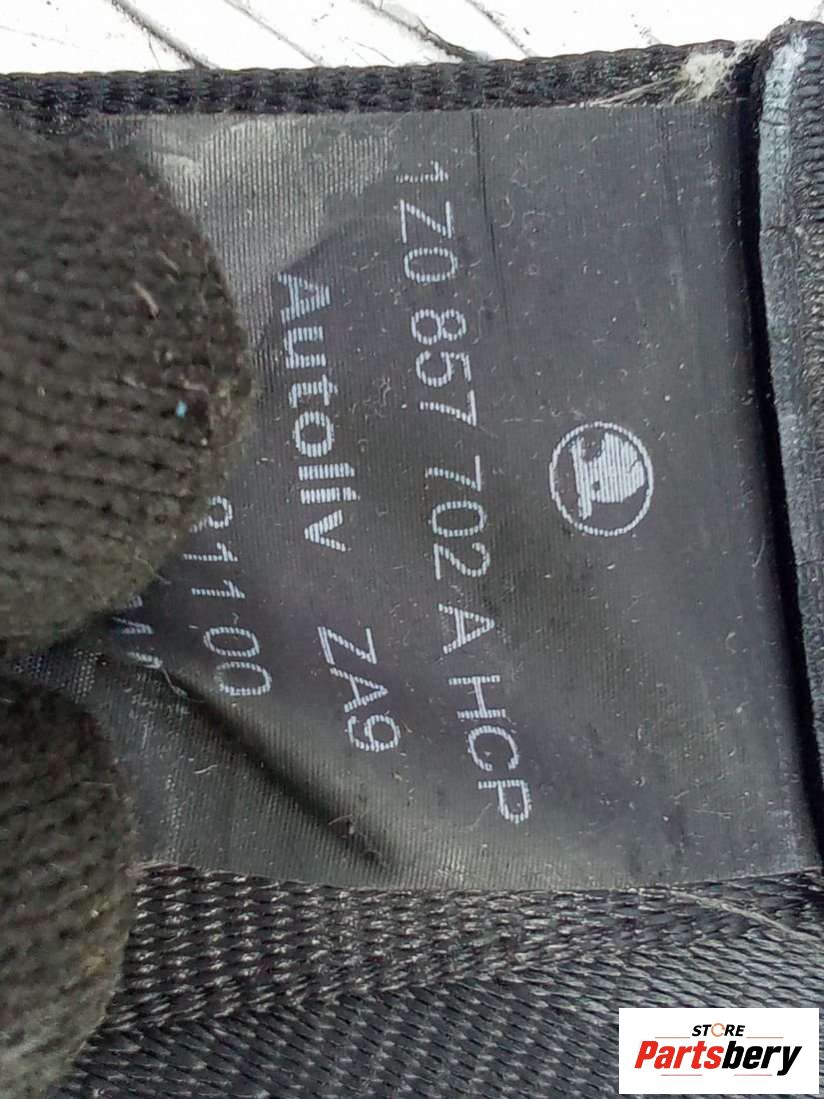 1Z0 857 702 A HCP
Autoliv ZA9
STORE
Partsbery